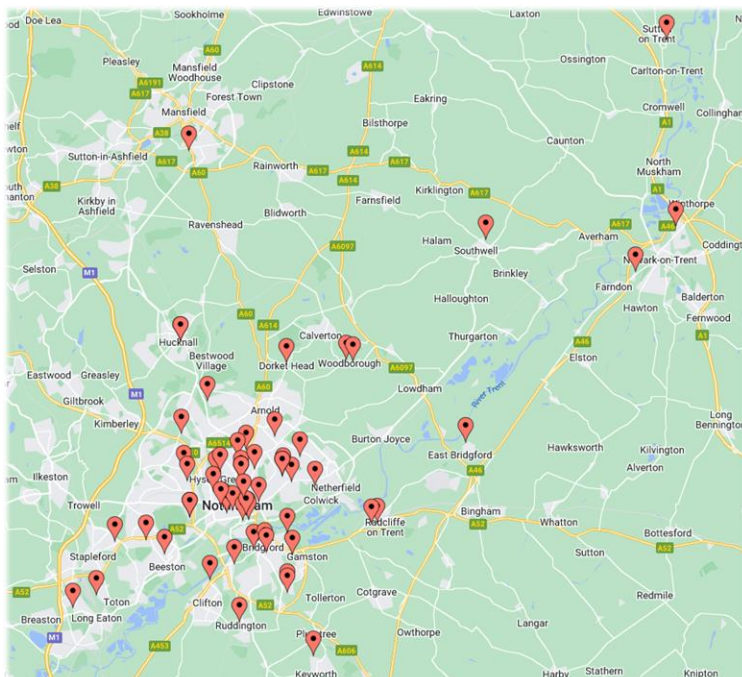 Doe Lea
Sookholme
Edwinstowe
Laxton
Sutton
on Trent
A60
Pleasley
Mansfield
Woodhouse
A614
Ossington
Carlton-on-Trent
A6191
A617
Clipstone
Forest Town
Eakring
Cromwell
Collingham
Mansfield
Bilsthorpe
A1
A38
Caunton
Sutton-in-Ashfield
A617
A60
Rainworth
A617
A614
A617
North
Muskham
A38
A614
Kirklington
A617
A1
Kirkby in
Ashfield
Blidworth
Farnsfield
Winthorpe
Ravenshead
Halam
Southwell
Averham
A617
A46
Coddington
A6097
Selston
M1
Brinkley
Newark-on-Trent
Farndon
Halloughton
Hawton
Balderton
A60
Fernwood
A614
Hucknall
Calverton
Thurgarton
A46
A1
Bestwood
Village
Dorket Head
Woodborough
Elston
Eastwood
Greasley
A60
A6097
M1
Lowdham
Giltbrook
Kimberley
Arnold
River Trent
Long
Bennington
Burton Joyce
A6514
East Bridgford
Hawksworth
Kilvington
Ilkeston
A46
Alverton
Netherfield
Trowell
Colwick
Nottingham
Bingham
A52
Radcliffe
on Trent
A52
Whatton
Bottesford
Stapleford
Bridgford
A52
Beeston
Gamston
Sutton
A52
Toton
Clifton
Tollerton
Cotgrave
Redmile
Breaston
Long Eaton
A52
M1
Ruddington
Langar
A453
Plumtree
Owthorpe
A606
Keyworth
Harby
Stathern
Knipton